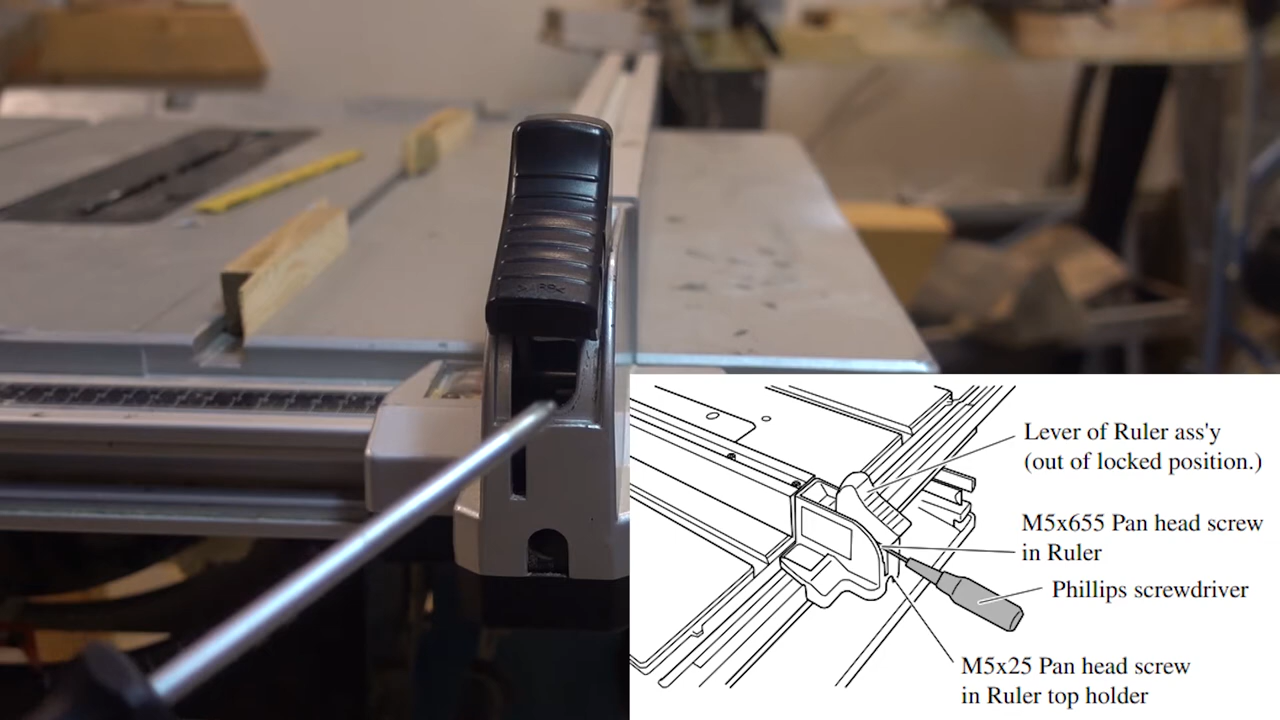 Lever of Ruler ass'y
(out of locked position.)
M5x655 Pan head screw
in Ruler
Phillips screwdriver
M5x25 Pan head screw
in Ruler top holder